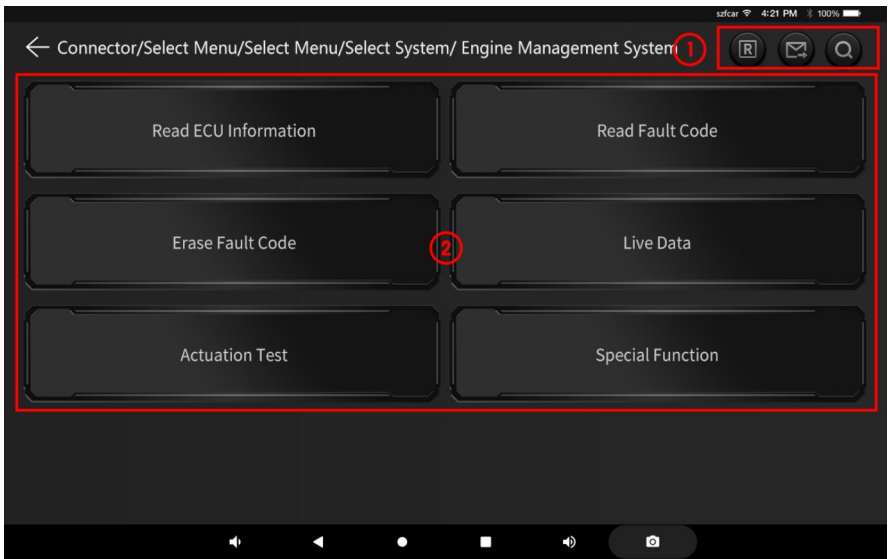 szfcar 4:21 PM 100%
Connector/Select Menu/Select Menu/Select System/ Engine Management System
1
R
Read ECU Information
Read Fault Code
Erase Fault Code
2
Live Data
Actuation Test
Special Function